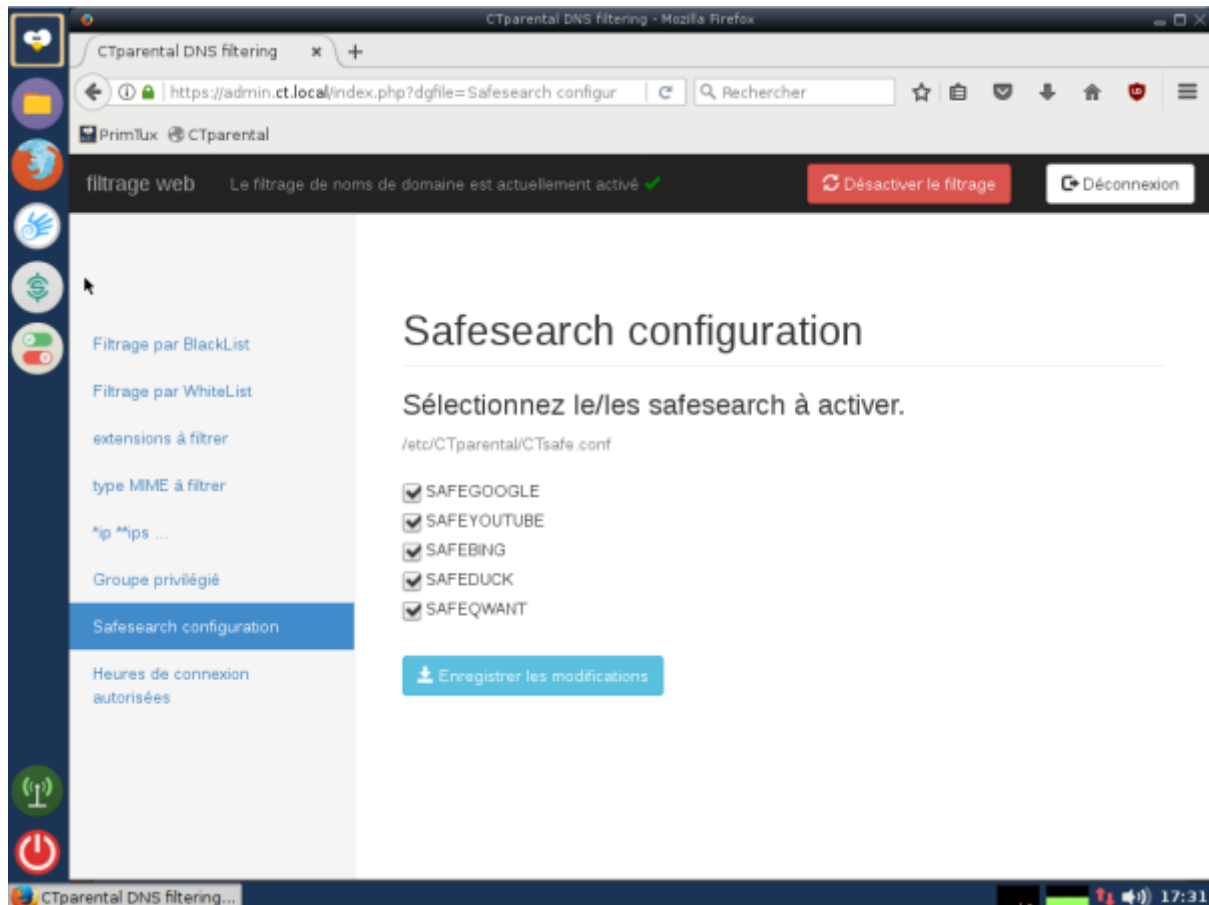 CTparental DNS filtering - Mozilla Firefox
CTparental DNS filtering
https://admin.ct.local/index.php?dgfile=Safesearch configur
Rechercher
PrimTux
CTparental
filtrage web
Le filtrage de noms de domaine est actuellement activé
Désactiver le filtrage
Déconnexion
Filtrage par BlackList
Filtrage par WhiteList
extensions à filtrer
type MIME à filtrer
*ip **ips ...
Groupe privilégié
Safesearch configuration
Heures de connexion
autorisées
Safesearch configuration
Sélectionnez le/les safesearch à activer.
/etc/CTparental/CTsafe.conf
SAFEGOOGLE
SAFEYOUTUBE
SAFEBING
SAFEDUCK
SAFEQWANT
Enregistrer les modifications
CTparental DNS filtering...
17:31